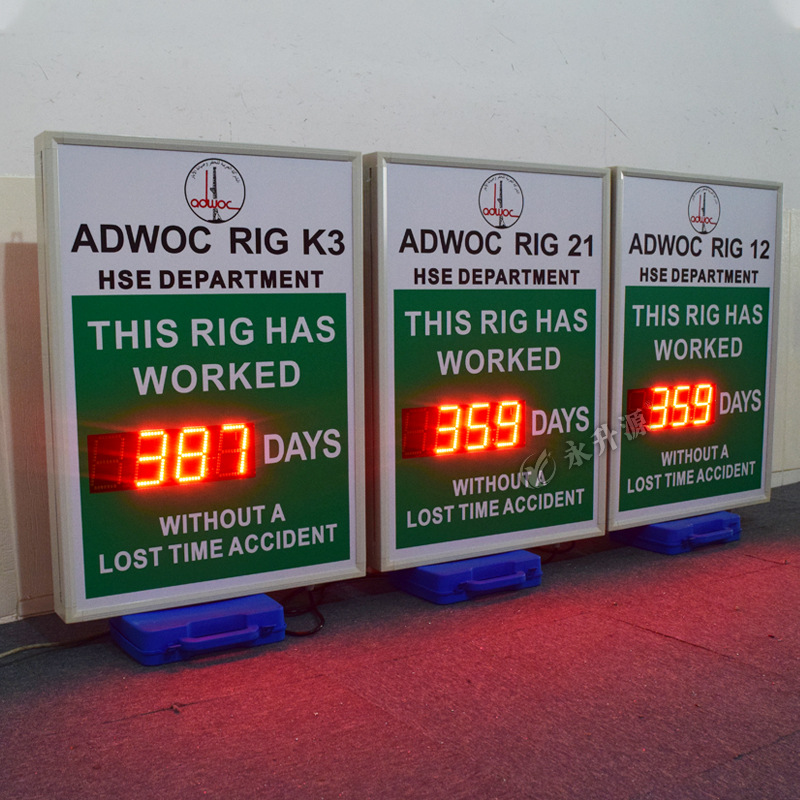 adwoc
ADWOC RIG K3
HSE DEPARTMENT
THIS RIG HAS
WORKED
387 DAYS
WITHOUT A
LOST TIME ACCIDENT
adwoc
ADWOC RIG 21
HSE DEPARTMENT
THIS RIG HAS
WORKED
359 DAYS
WITHOUT A
LOST TIME ACCIDENT
adwoc
ADWOC RIG 12
HSE DEPARTMENT
THIS RIG HAS
WORKED
359 DAYS
WITHOUT A
LOST TIME ACCIDENT
永升源